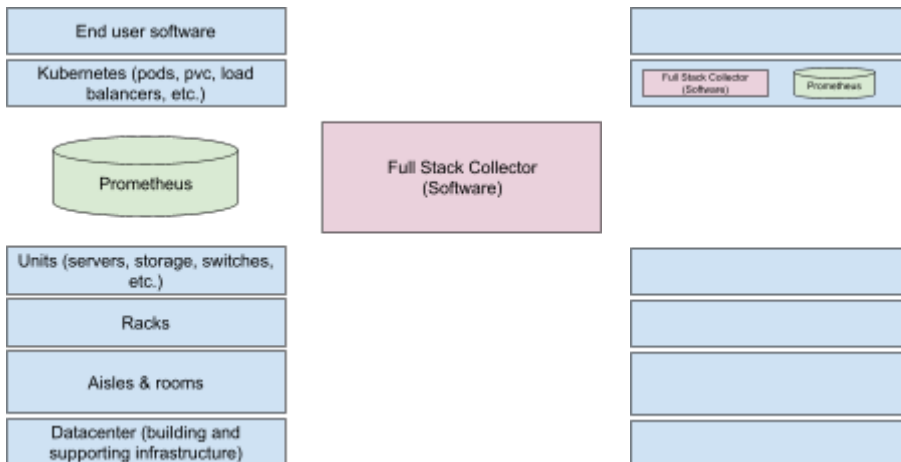 End user software
Kubernetes (pods, pvc, load
balancers, etc.)
Full Stack Collector
(Software)
Prometheus
Prometheus
Full Stack Collector
(Software)
Units (servers, storage, switches,
etc.)
Racks
Aisles & rooms
Datacenter (building and
supporting infrastructure)